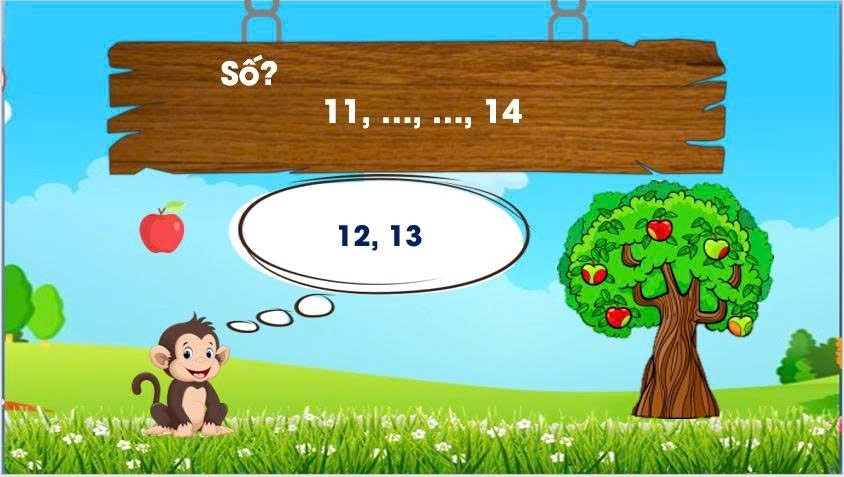 Số?
11, ..., ..., 14
12, 13